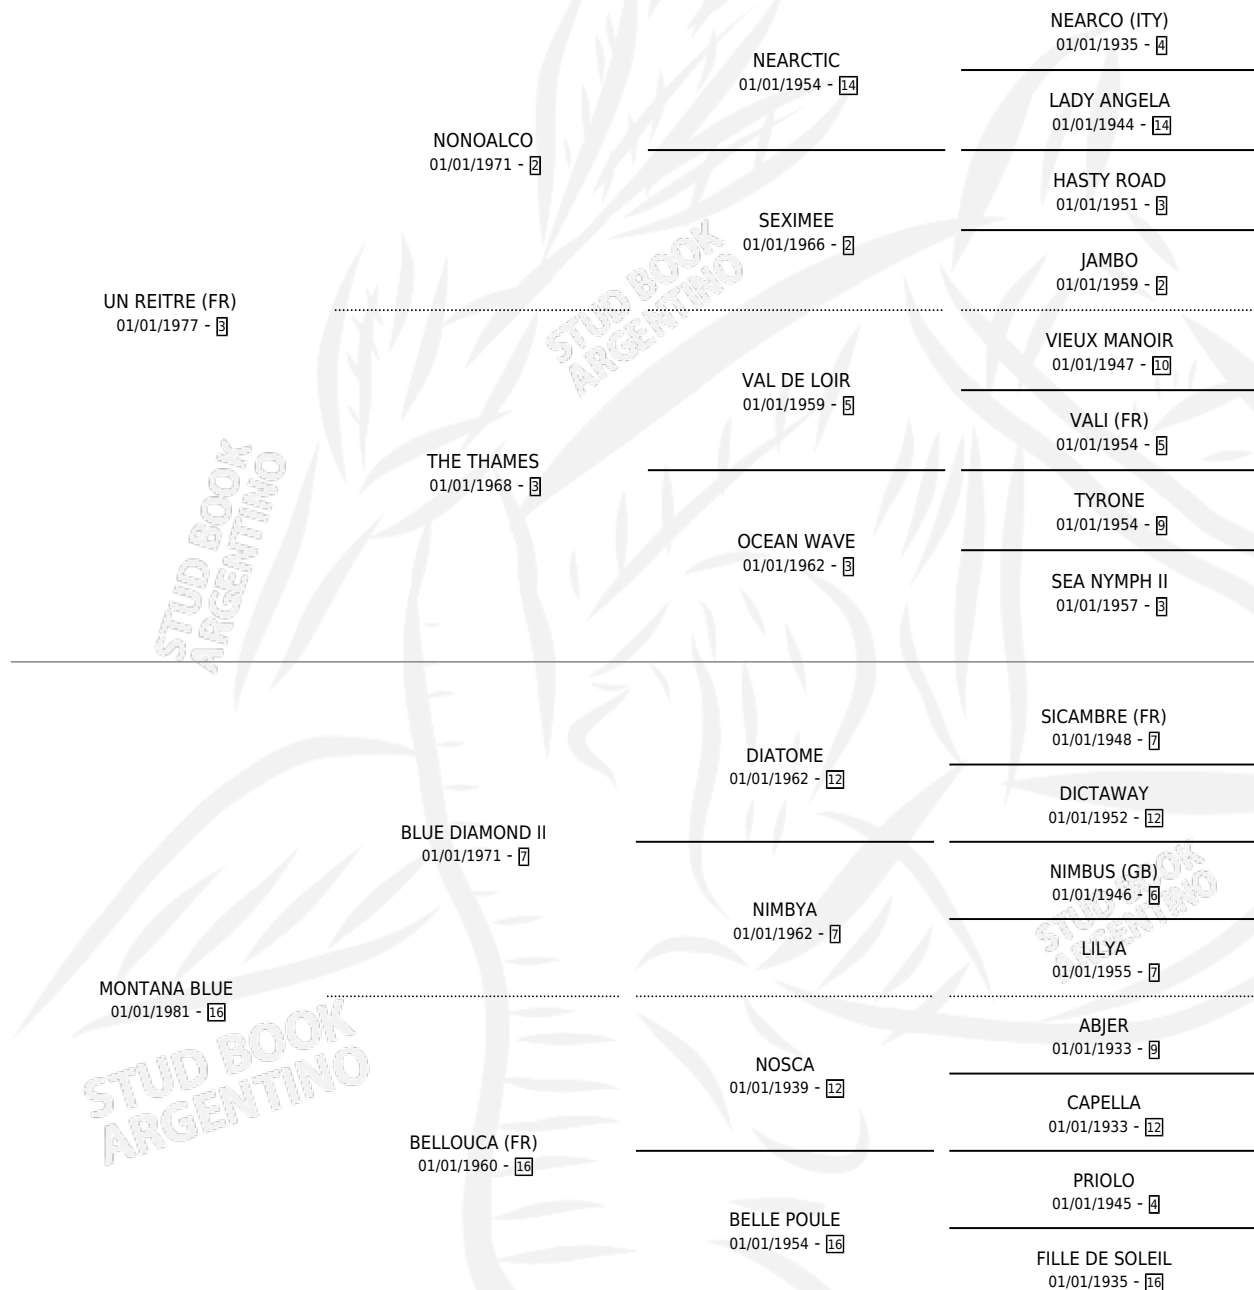 NEARCO (ITY)
01/01/1935 - 4
NEARCTIC
01/01/1954 - 14
LADY ANGELA
01/01/1944 - 14
NONOALCO
01/01/1971 - 2
HASTY ROAD
01/01/1951 - 3
SEXIMEE
01/01/1966 - 2
JAMBO
01/01/1959 - 2
UN REITRE (FR)
01/01/1977 - 3
VIEUX MANOIR
01/01/1947 - 10
VAL DE LOIR
01/01/1959 - 5
VALI (FR)
01/01/1954 - 5
THE THAMES
01/01/1968 - 3
TYRONE
01/01/1954 - 9
OCEAN WAVE
01/01/1962 - 3
SEA NYMPH II
01/01/1957 - 3
SICAMBRE (FR)
01/01/1948 - 7
DIATOME
01/01/1962 - 12
DICTAWAY
01/01/1952 - 12
BLUE DIAMOND II
01/01/1971 - 7
NIMBUS (GB)
01/01/1946 - 6
NIMBYA
01/01/1962 - 7
LILYA
01/01/1955 - 7
MONTANA BLUE
01/01/1981 - 16
ABJER
01/01/1933 - 9
NOSCA
01/01/1939 - 12
CAPELLA
01/01/1933 - 12
BELLOUCA (FR)
01/01/1960 - 16
PRIOLO
01/01/1945 - 4
BELLE POULE
01/01/1954 - 16
FILLE DE SOLEIL
01/01/1935 - 16
STUD BOOK
ARGENTINO
STUD BOOK
ARGENTINO
STUD BOOK
ARGENTINO
STUD BOOK
ARGENTINO